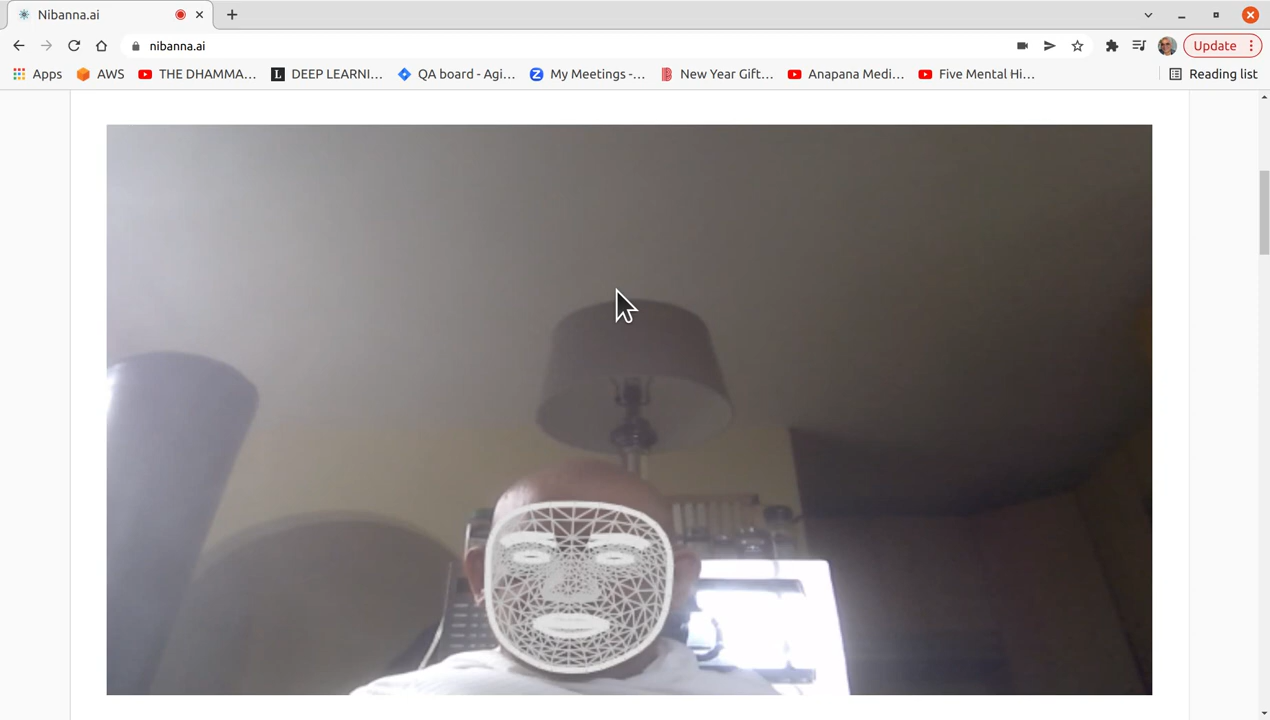 Nibanna.ai
nibanna.ai
Update
Apps AWS THE DHAMMA... DEEP LEARNI... QA board - Agi... My Meetings -... New Year Gift... Anapana Medi... Five Mental Hi... Reading list